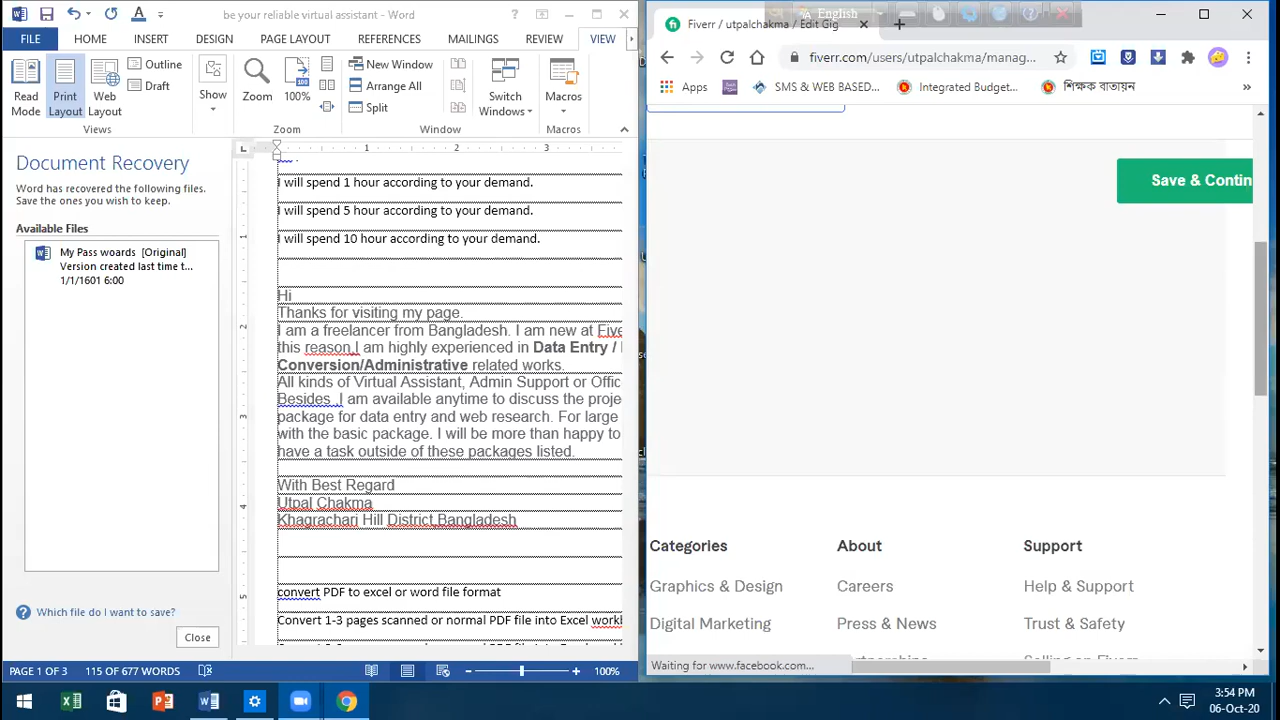 be your reliable virtual assistant - Word
FILE
HOME
INSERT
DESIGN
PAGE LAYOUT
REFERENCES
MAILINGS
REVIEW
VIEW
Read Mode
Print Layout
Web Layout
Outline
Draft
Views
Show
Zoom
100%
Zoom
New Window
Arrange All
Split
Window
Switch Windows
Macros
Macros
Document Recovery
Word has recovered the following files.
Save the ones you wish to keep.
Available Files
My Pass woards [Original]
Version created last time t...
1/1/1601 6:00
Which file do I want to save?
Close
1 2 3
I will spend 1 hour according to your demand.
I will spend 5 hour according to your demand.
I will spend 10 hour according to your demand.
Hi
Thanks for visiting my page.
I am a freelancer from Bangladesh. I am new at Five
this reason,I am highly experienced in Data Entry /
Conversion/Administrative related works.
All kinds of Virtual Assistant, Admin Support or Offic
Besides ,I am available anytime to discuss the proje
package for data entry and web research. For large
with the basic package. I will be more than happy to
have a task outside of these packages listed.
With Best Regard
Utpal Chakma
Khagrachari Hill District,Bangladesh
convert PDF to excel or word file format
Convert 1-3 pages scanned or normal PDF file into Excel workl
PAGE 1 OF 3
115 OF 677 WORDS
100%
English
Fiverr / utpalchakma / Edit Gig
fiverr.com/users/utpalchakma/manag...
Apps
SMS & WEB BASED...
Integrated Budget...
শিক্ষক বাতায়ন
Save & Contin
Categories
About
Support
Graphics & Design
Careers
Help & Support
Digital Marketing
Press & News
Trust & Safety
Waiting for www.facebook.com...
3:54 PM
06-Oct-20